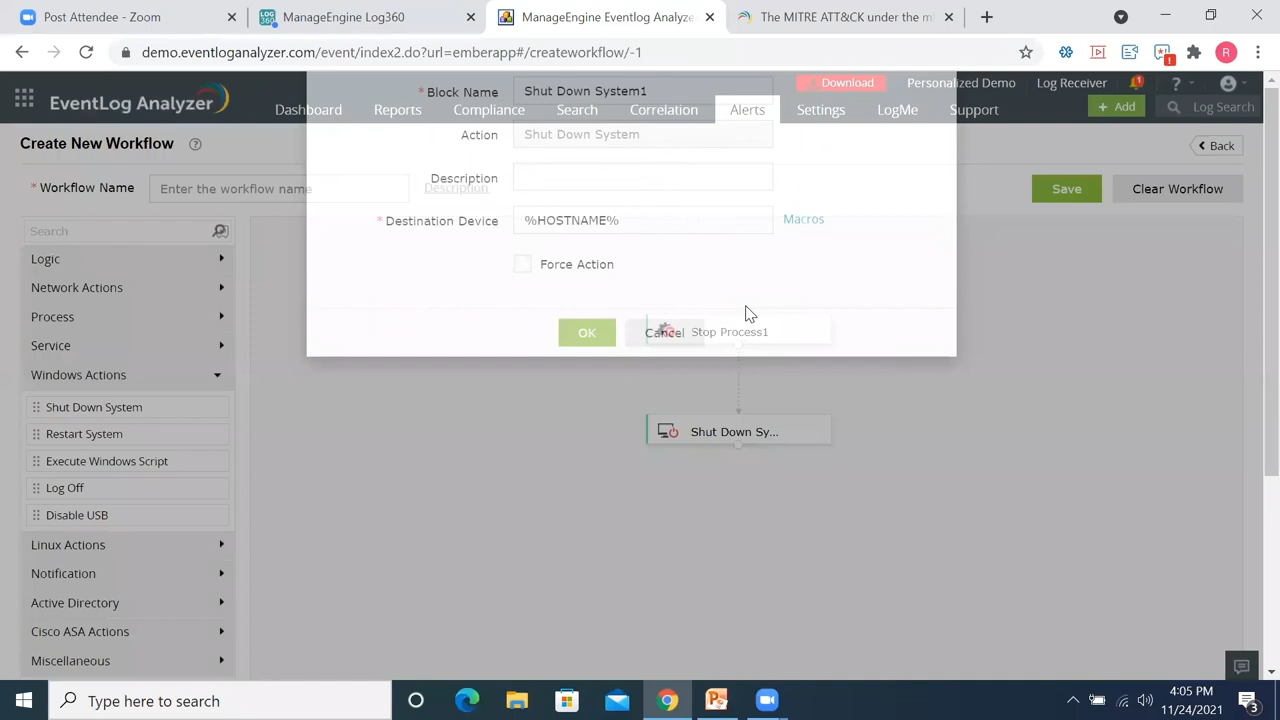 Post Attendee - Zoom
ManageEngine Log360
ManageEngine Eventlog Analyze
The MITRE ATT&CK under the mi
demo.eventloganalyzer.com/event/index2.do?url=emberapp#/createworkflow/-1
R
EventLog Analyzer
Download
Personalized Demo
Log Receiver
1
?
Dashboard
Reports
Compliance
Search
Correlation
Alerts
Settings
LogMe
Support
+ Add
Log Search
Create New Workflow ?
Back
* Workflow Name
Enter the workflow name
Description
Save
Clear Workflow
* Block Name
Shut Down System1
Action
Shut Down System
Description
* Destination Device
%HOSTNAME%
Macros
Force Action
OK
Cancel
Stop Process1
Shut Down Sy...
Search
Logic
Network Actions
Process
Service
Windows Actions
Shut Down System
Restart System
Execute Windows Script
Log Off
Disable USB
Linux Actions
Notification
Active Directory
Cisco ASA Actions
Miscellaneous
Type here to search
4:05 PM
11/24/2021
3